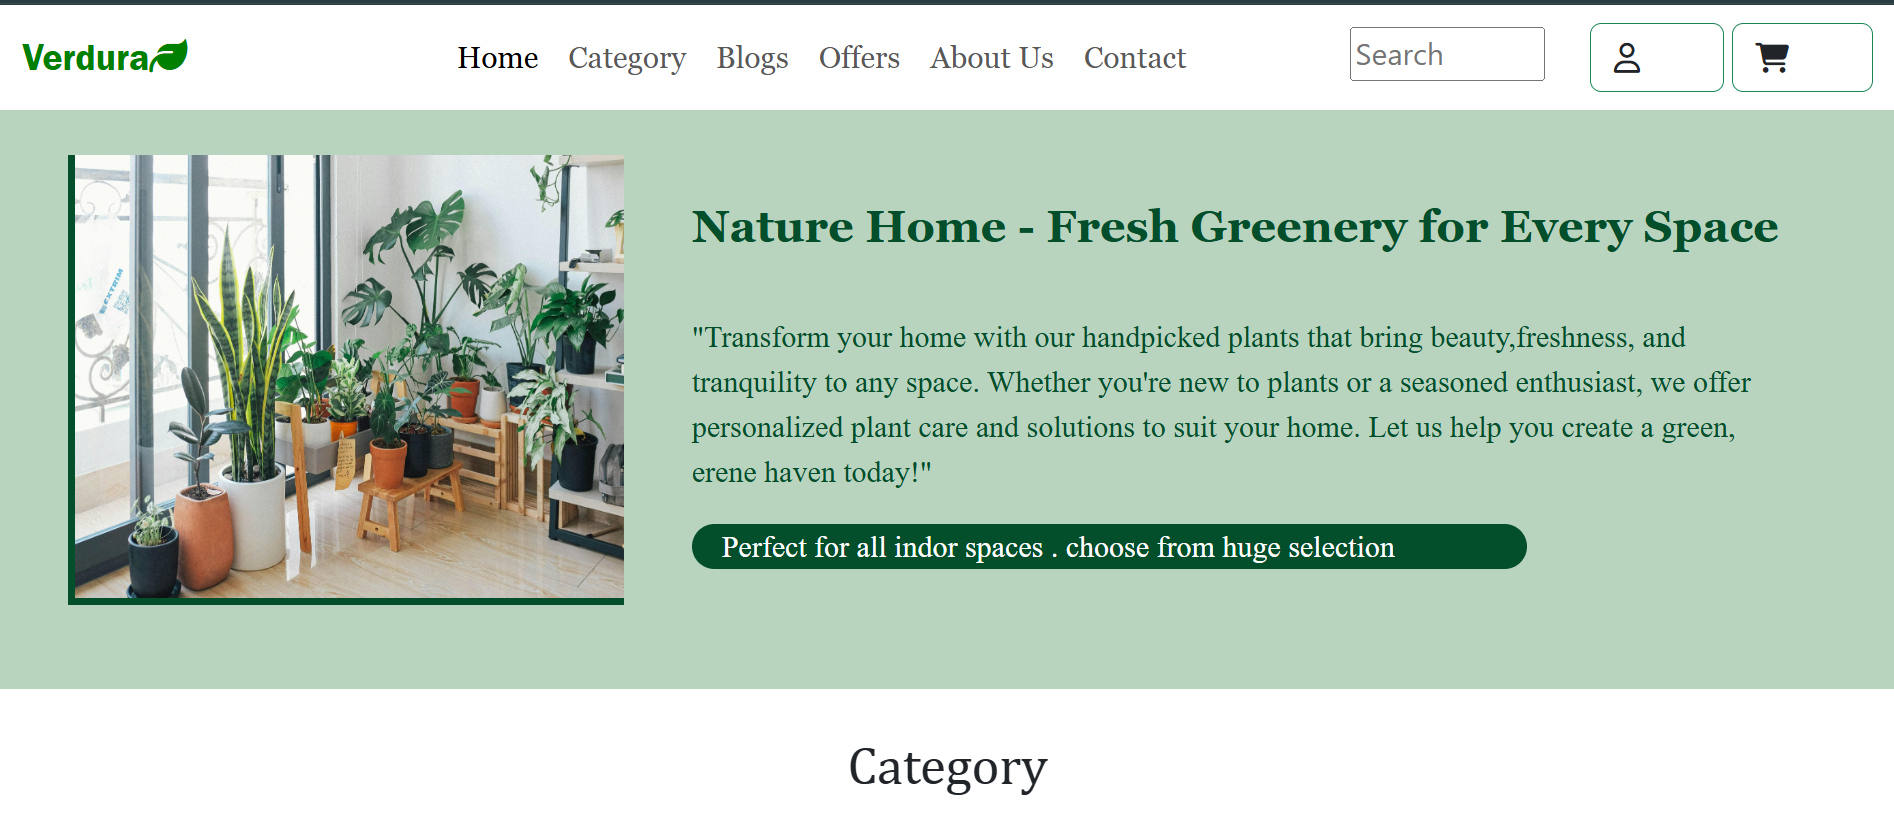 Verdura
Home Category Blogs Offers About Us Contact
Search
EXTRIM
Nature Home - Fresh Greenery for Every Space
"Transform your home with our handpicked plants that bring beauty,freshness, and
tranquility to any space. Whether you're new to plants or a seasoned enthusiast, we offer
personalized plant care and solutions to suit your home. Let us help you create a green,
erene haven today!"
Perfect for all indor spaces . choose from huge selection
Category